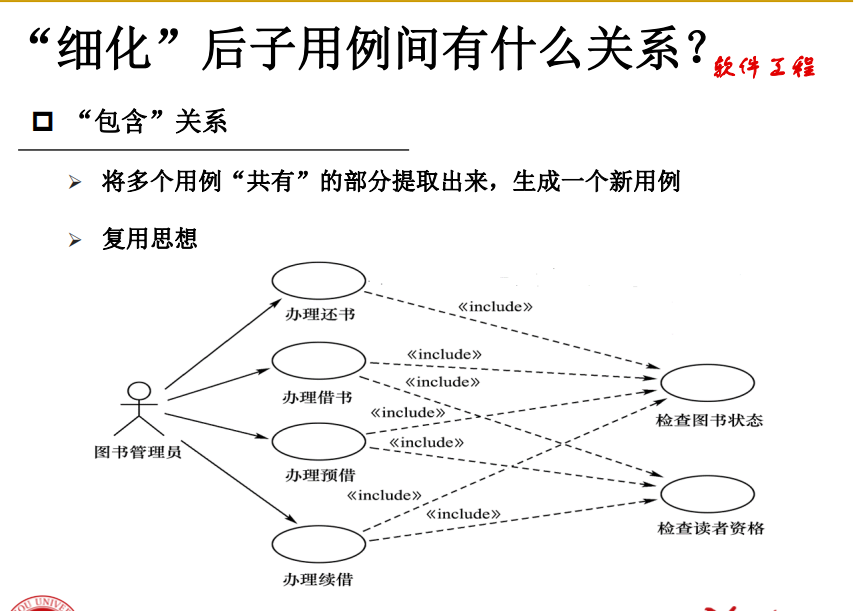 “细化”后子用例间有什么关系？
软件工程
“包含”关系
将多个用例“共有”的部分提取出来，生成一个新用例
复用思想
办理还书
«include»
«include»
办理借书
«include»
检查图书状态
«include»
图书管理员
«include»
办理预借
«include»
«include»
检查读者资格
办理续借